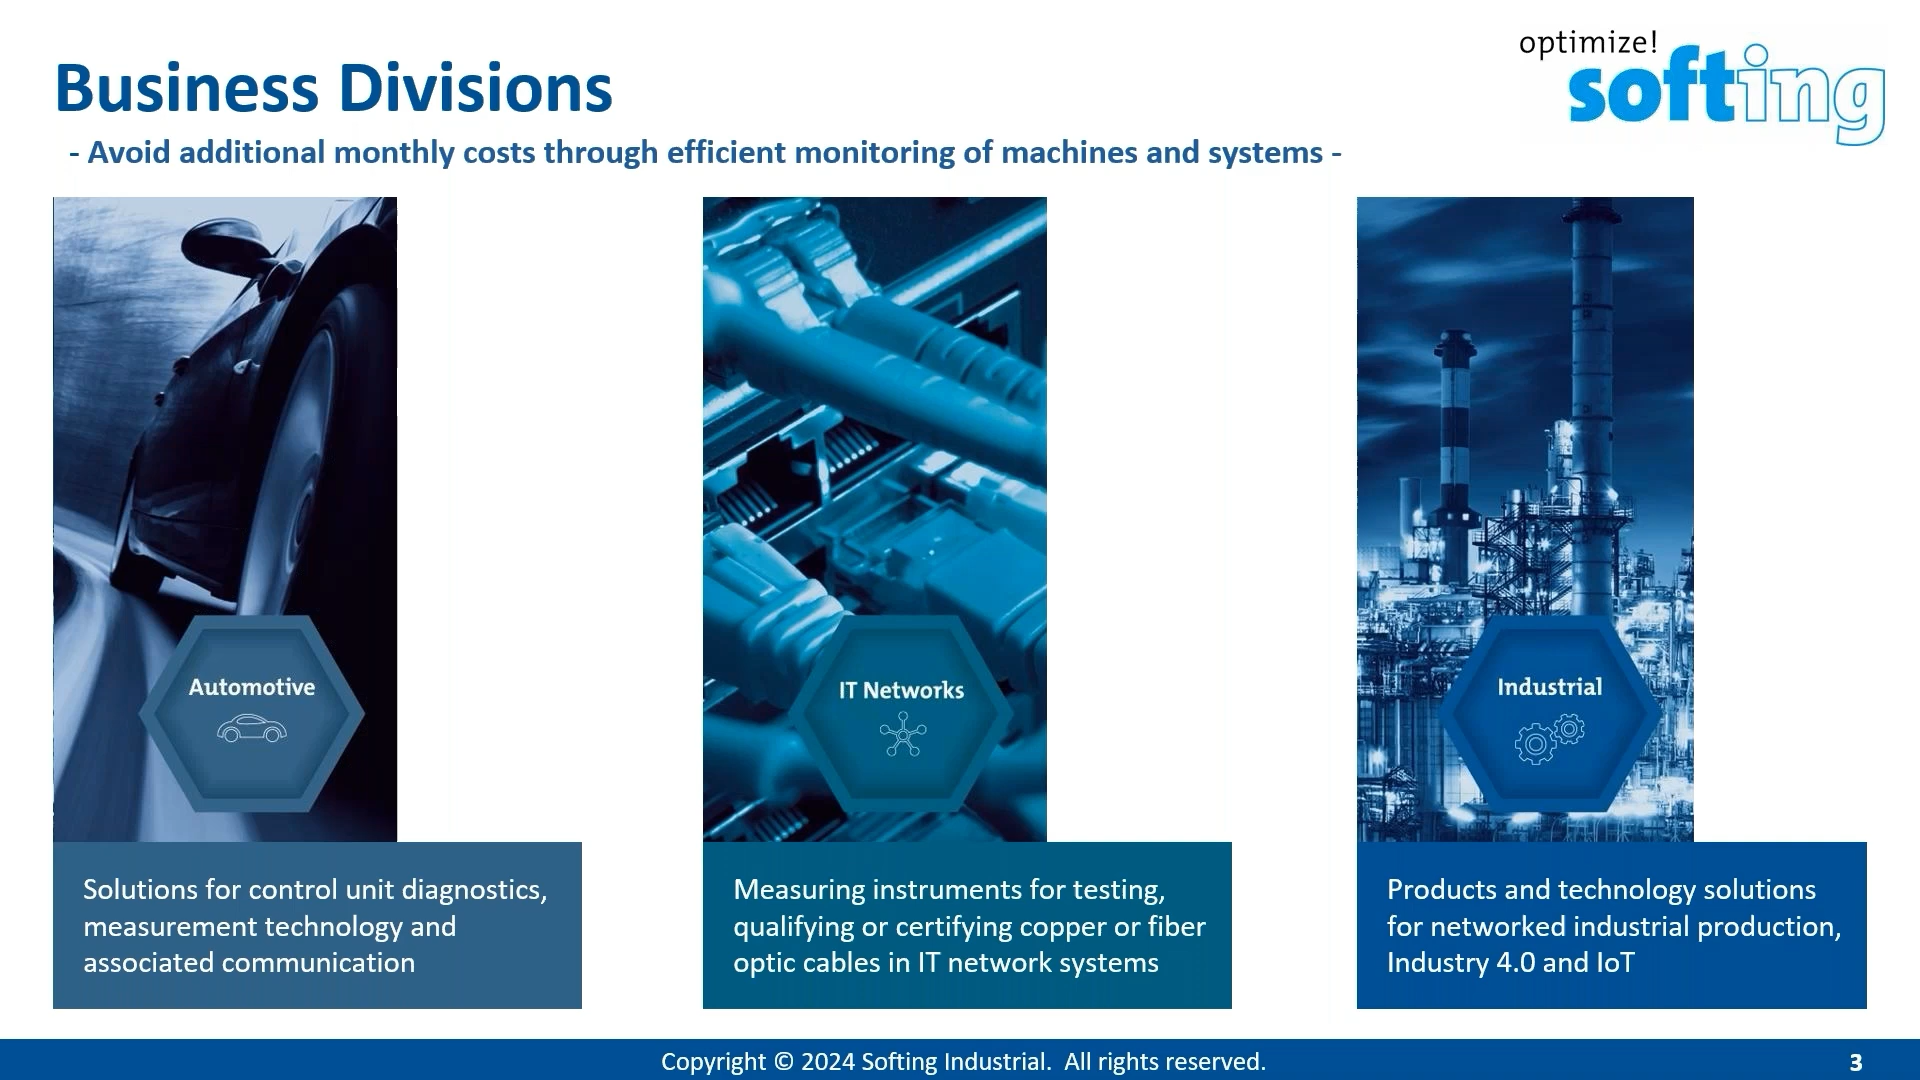 optimize!
softing
Business Divisions
- Avoid additional monthly costs through efficient monitoring of machines and systems -
Automotive
Solutions for control unit diagnostics,
measurement technology and
associated communication
IT Networks
Measuring instruments for testing,
qualifying or certifying copper or fiber
optic cables in IT network systems
Industrial
Products and technology solutions
for networked industrial production,
Industry 4.0 and IoT
Copyright © 2024 Softing Industrial.  All rights reserved.
3